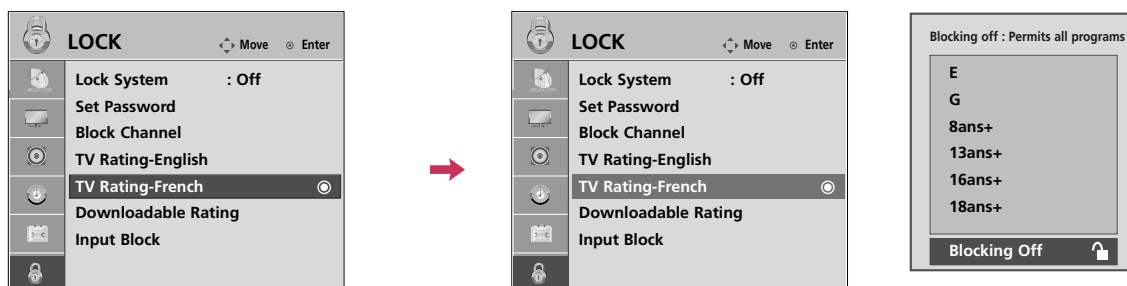 LOCK Move Enter
Lock System : Off
Set Password
Block Channel
TV Rating-English
TV Rating-French
Downloadable Rating
Input Block
LOCK Move Enter
Lock System : Off
Set Password
Block Channel
TV Rating-English
TV Rating-French
Downloadable Rating
Input Block
Blocking off : Permits all programs
E
G
8ans+
13ans+
16ans+
18ans+
Blocking Off